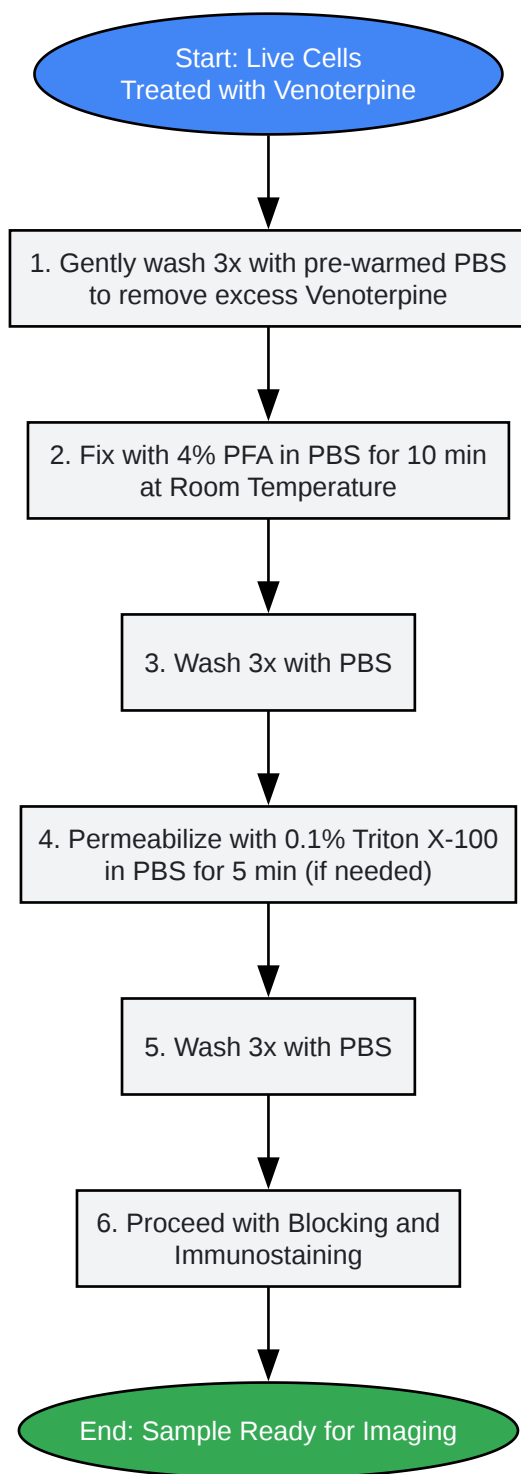 Start: Live Cells
Treated with Venoterpine
1. Gently wash 3x with pre-warmed PBS
to remove excess Venoterpine
2. Fix with 4% PFA in PBS for 10 min
at Room Temperature
3. Wash 3x with PBS
4. Permeabilize with 0.1% Triton X-100
in PBS for 5 min (if needed)
5. Wash 3x with PBS
6. Proceed with Blocking and
Immunostaining
End: Sample Ready for Imaging